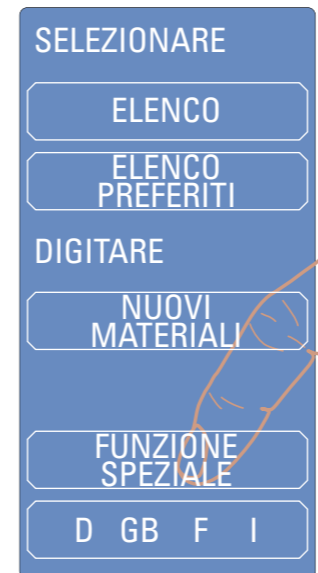 SELEZIONARE
ELENCO
ELENCO
PREFERITI
DIGITARE
NUOVI
MATERIALI
FUNZIONE
SPEZIALE
D GB F I